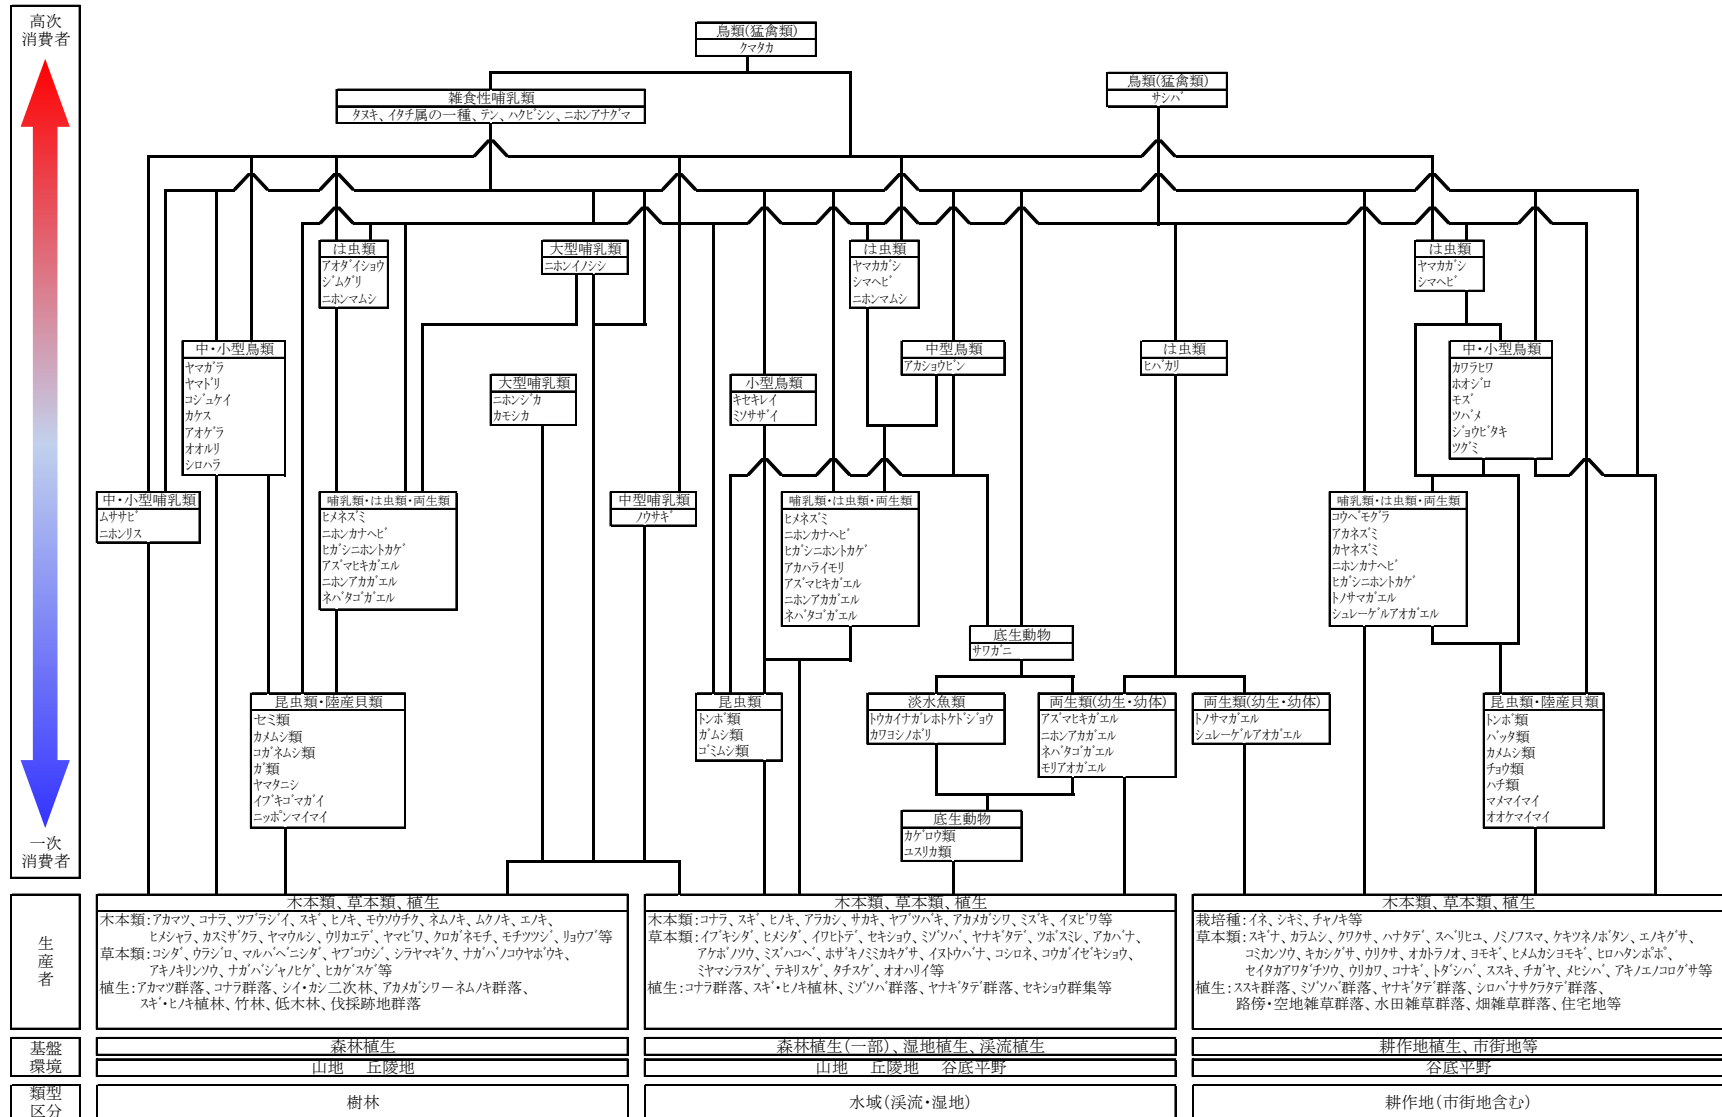 高次
消費者
鳥類(猛禽類)
クマタカ
鳥類(猛禽類)
サシバ
雑食性哺乳類
タヌキ、イタチ属の一種、テン、ハクビシン、ニホンアナグマ
は虫類
アオダイショウ
ジムグリ
ニホンマムシ
大型哺乳類
ニホンイノシシ
は虫類
ヤマカガシ
シマヘビ
ニホンマムシ
は虫類
ヤマカガシ
シマヘビ
中・小型鳥類
ヤマガラ
ヤマドリ
コジュケイ
カケス
アオゲラ
オオルリ
シロハラ
大型哺乳類
ニホンジカ
カモシカ
小型鳥類
キセキレイ
ミソサザイ
中型鳥類
アカショウビン
は虫類
ヒバカリ
中・小型鳥類
カワラヒワ
ホオジロ
モズ
ツバメ
ジョウビタキ
ツグミ
中・小型哺乳類
ムササビ
ニホンリス
哺乳類・は虫類・両生類
ヒメネズミ
ニホンカナヘビ
ヒガシニホントカゲ
アズマヒキガエル
ニホンアカガエル
ネバタゴガエル
中型哺乳類
ノウサギ
哺乳類・は虫類・両生類
ヒメネズミ
ニホンカナヘビ
ヒガシニホントカゲ
アカハライモリ
アズマヒキガエル
ニホンアカガエル
ネバタゴガエル
哺乳類・は虫類・両生類
コウベモグラ
アカネズミ
カヤネズミ
ニホンカナヘビ
ヒガシニホントカゲ
トノサマガエル
シュレーゲルアオガエル
底生動物
サワガニ
昆虫類・陸産貝類
セミ類
カメムシ類
コガネムシ類
ガ類
ヤマタニシ
イブキゴマガイ
ニッポンマイマイ
昆虫類
トンボ類
ガムシ類
ゴミムシ類
淡水魚類
トウカイナガレホトケドジョウ
カワヨシノボリ
両生類(幼生・幼体)
アズマヒキガエル
ニホンアカガエル
ネバタゴガエル
モリアオガエル
両生類(幼生・幼体)
トノサマガエル
シュレーゲルアオガエル
昆虫類・陸産貝類
トンボ類
バッタ類
カメムシ類
チョウ類
ハチ類
マメマイマイ
オオケマイマイ
底生動物
カゲロウ類
ユスリカ類
一次
消費者
生
産
者
木本類、草本類、植生
木本類:アカマツ、コナラ、ツブラジイ、スギ、ヒノキ、モウソウチク、ネムノキ、ムクノキ、エノキ、
ヒメシャラ、カスミザクラ、ヤマウルシ、ウリカエデ、ヤマビワ、クロガネモチ、モチツツジ、リョウブ等
草本類:コシダ、ウラジロ、マルバベニシダ、ヤブコウジ、シラヤマギク、ナガバノコウヤボウキ、
アキノキリンソウ、ナガバジャノヒゲ、ヒカゲスゲ等
植生:アカマツ群落、コナラ群落、シイ・カシ二次林、アカメガシワ－ネムノキ群落、
スギ・ヒノキ植林、竹林、低木林、伐採跡地群落
木本類、草本類、植生
木本類:コナラ、スギ、ヒノキ、アラカシ、サカキ、ヤブツバキ、アカメガシワ、ミズキ、イヌビワ等
草本類:イブキシダ、ヒメシダ、イワヒトデ、セキショウ、ミゾソバ、ヤナギタデ、ツボスミレ、アカバナ、
アケボノソウ、ミズハコベ、ホザキノミミカキグサ、イヌトウバナ、コシロネ、コウガイゼキショウ、
ミヤマシラスゲ、テキリスゲ、タチスゲ、オオハリイ等
植生:コナラ群落、スギ・ヒノキ植林、ミゾソバ群落、ヤナギタデ群落、セキショウ群集等
木本類、草本類、植生
栽培種:イネ、シキミ、チャノキ等
草本類:スギナ、カラムシ、クワクサ、ハナタデ、スベリヒユ、ノミノフスマ、ケキツネノボタン、エノキグサ、
コミカンソウ、キカシグサ、ウリクサ、オカトラノオ、ヨモギ、ヒメムカシヨモギ、ヒロハタンポポ、
セイタカアワダチソウ、ウリカワ、コナギ、トダシバ、ススキ、チガヤ、メヒシバ、アキノエノコログサ等
植生:ススキ群落、ミゾソバ群落、ヤナギタデ群落、シロバナサクラタデ群落、
路傍・空地雑草群落、水田雑草群落、畑雑草群落、住宅地等
基盤
環境
森林植生
森林植生(一部)、湿地植生、渓流植生
耕作地植生、市街地等
山地 丘陵地
山地 丘陵地 谷底平野
谷底平野
類型
区分
樹林
水域(渓流・湿地)
耕作地(市街地含む)